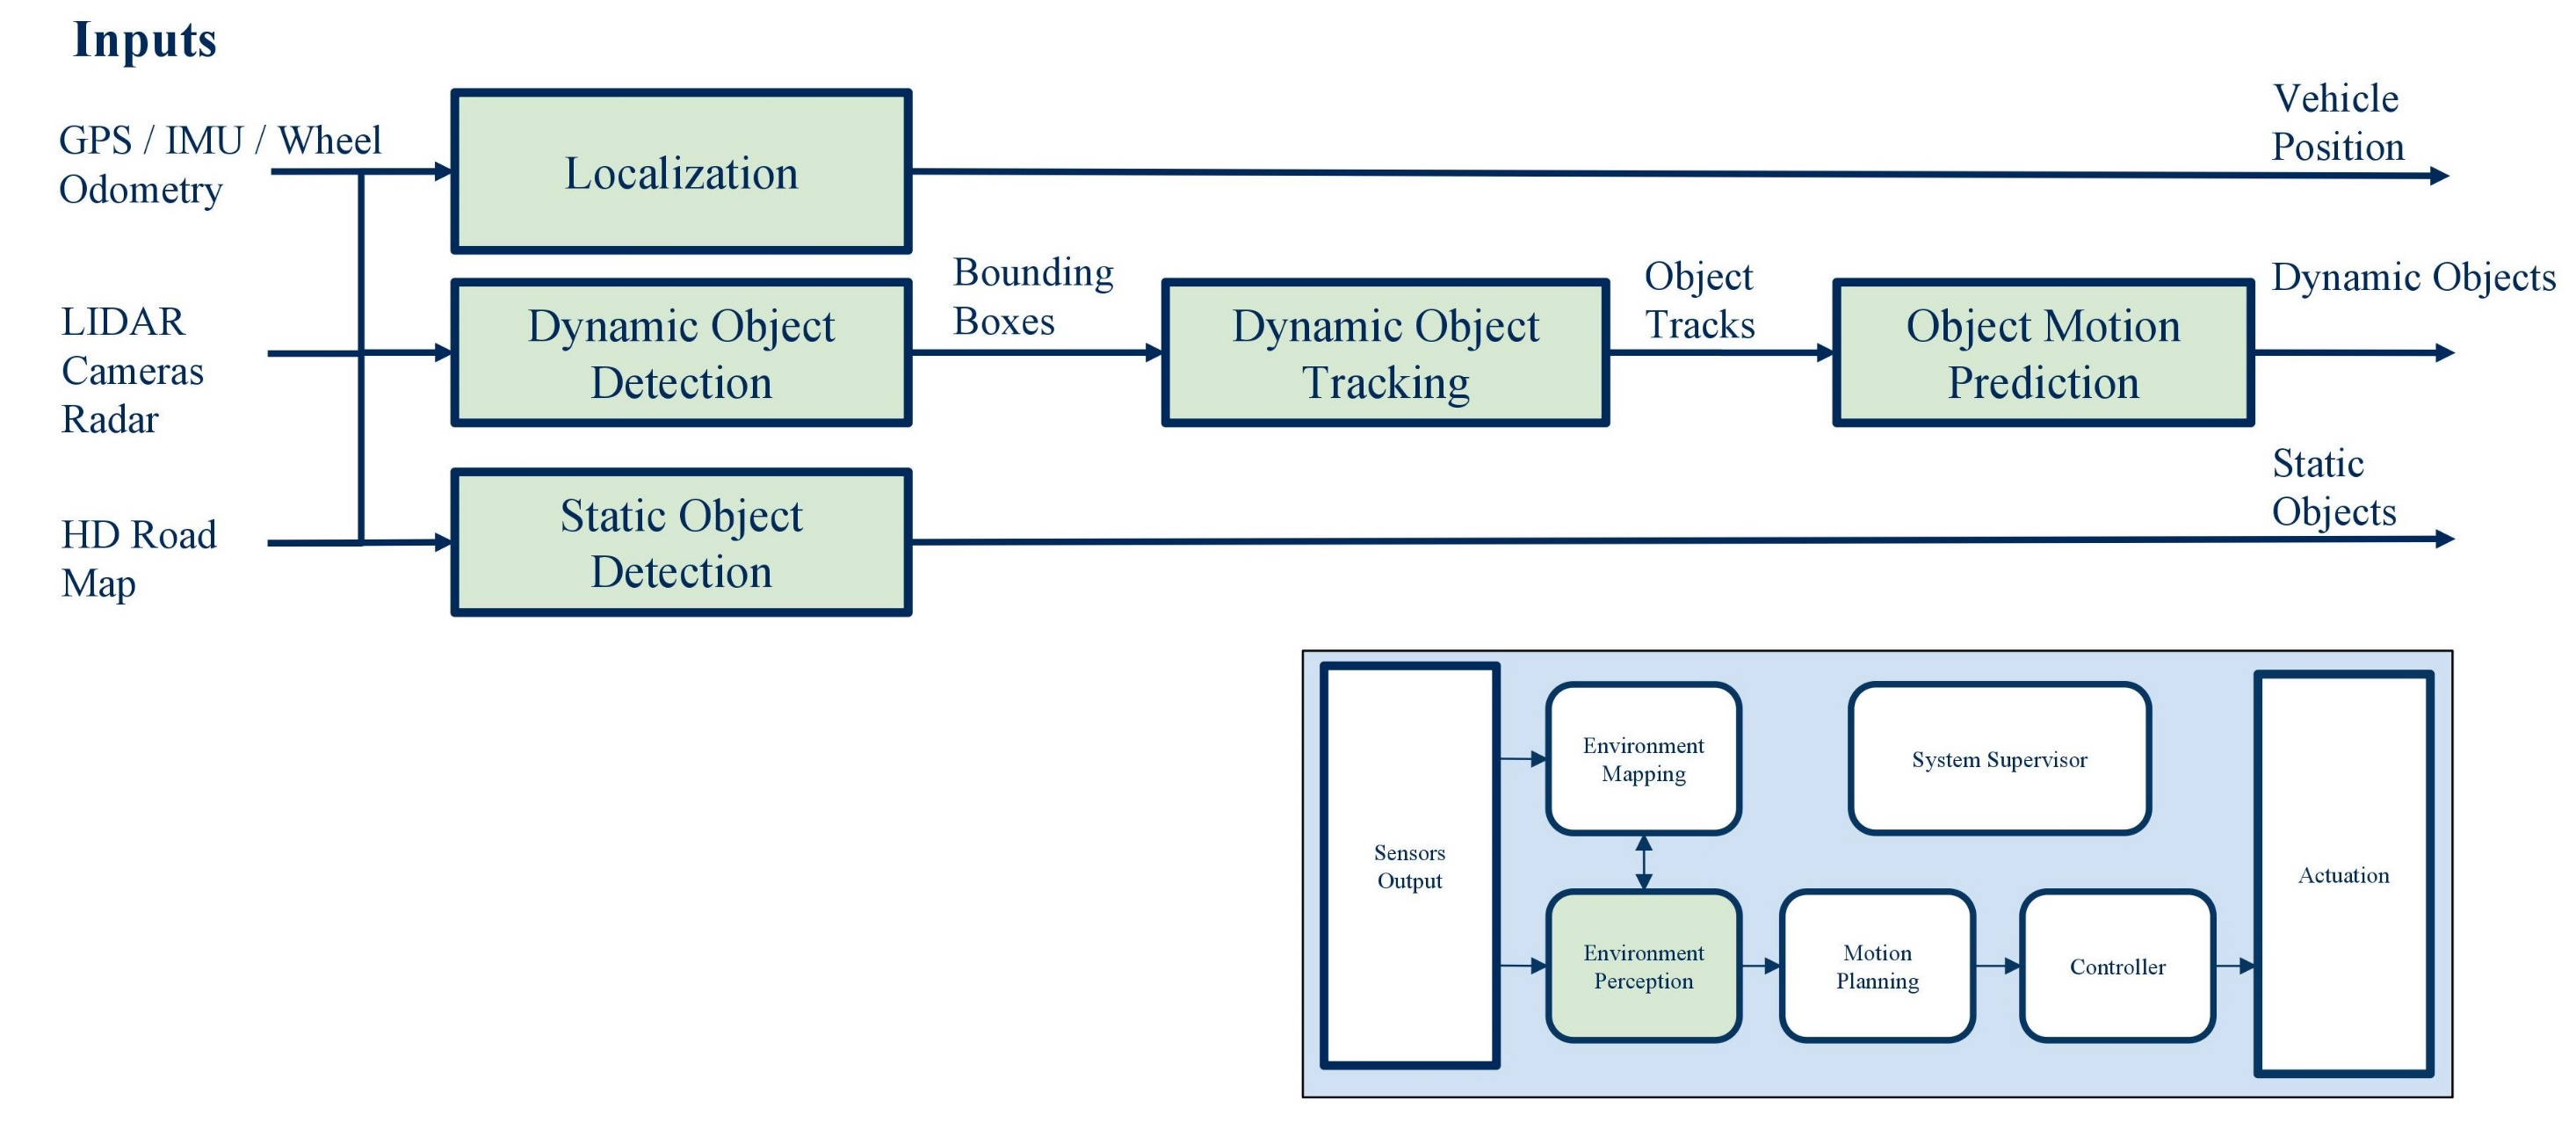 Inputs
GPS / IMU / Wheel
Odometry
Localization
Vehicle
Position
LIDAR
Cameras
Radar
Dynamic Object
Detection
Bounding
Boxes
Dynamic Object
Tracking
Object
Tracks
Object Motion
Prediction
Dynamic Objects
HD Road
Map
Static Object
Detection
Static
Objects
Sensors
Output
Environment
Mapping
System Supervisor
Environment
Perception
Motion
Planning
Controller
Actuation